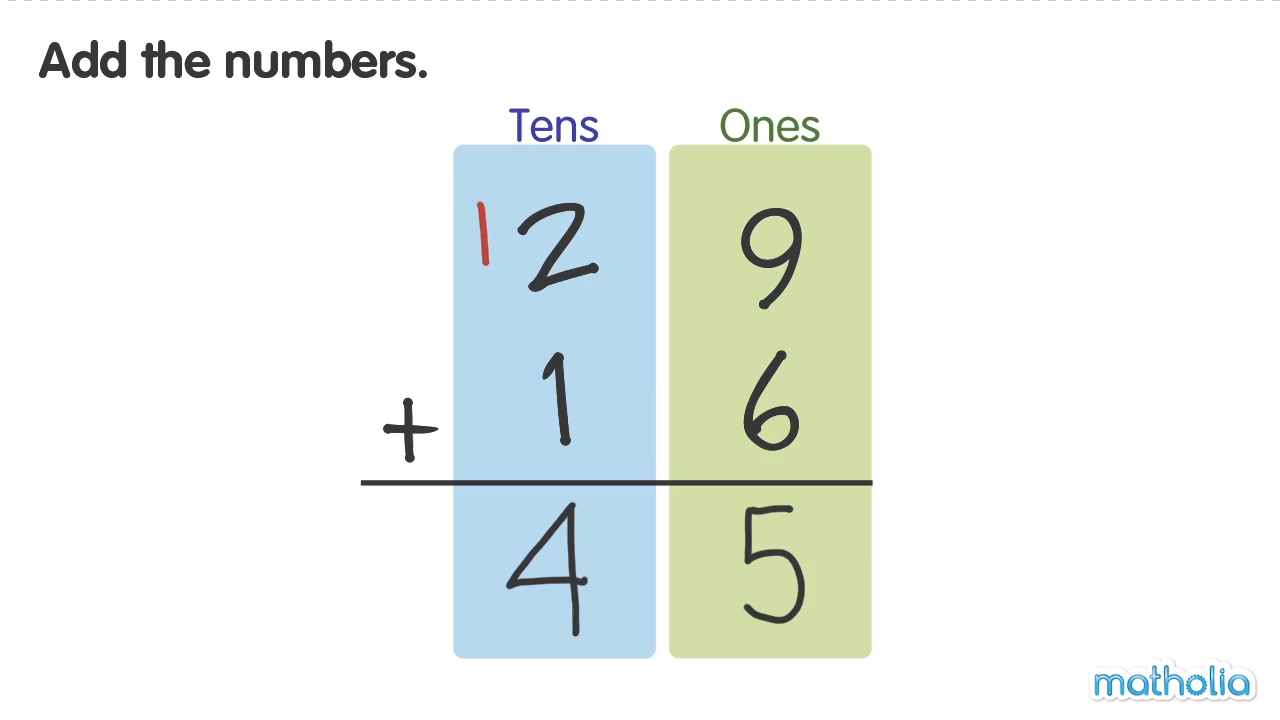 Add the numbers.
Tens Ones
1 2 9
+ 1 6
4 5
matholia